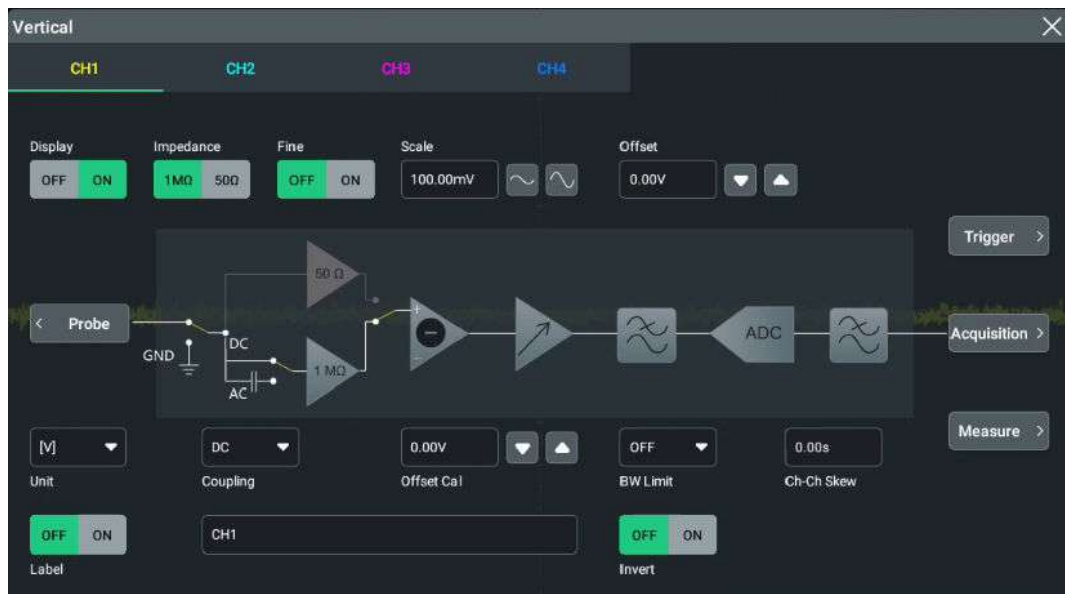 Vertical
CH1 CH2 CH3 CH4
Display Impedance Fine Scale Offset
OFF ON 1MΩ 50Ω OFF ON 100.00mV 0.00V
Trigger >
50 Ω
+
< Probe
DC
GND
ADC
Acquisition >
1 MΩ
AC
[V] DC 0.00V OFF 0.00s
Measure >
Unit Coupling Offset Cal BW Limit Ch-Ch Skew
OFF ON CH1 OFF ON
Label Invert